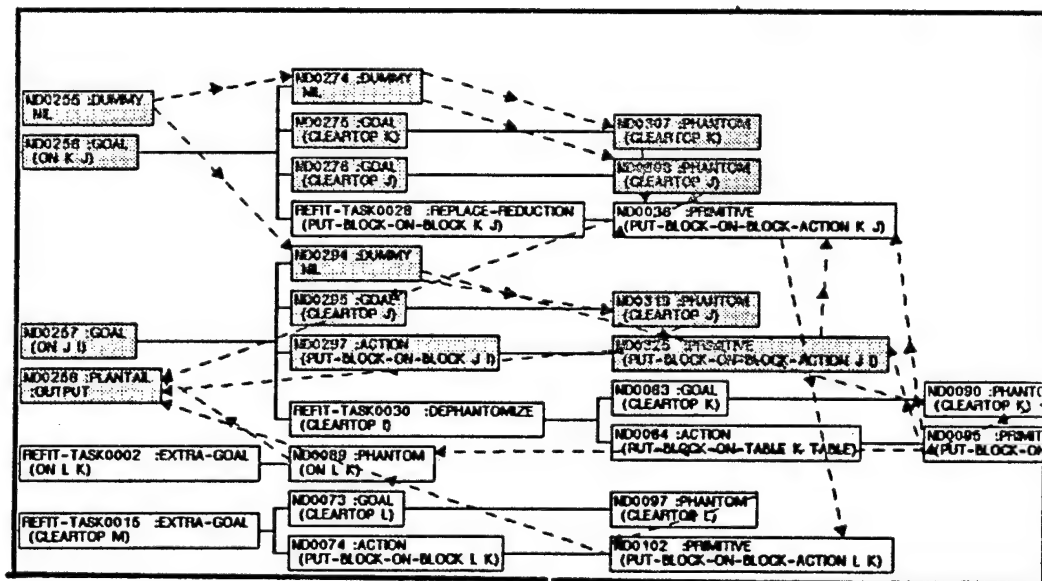 ND0255 :DUMMY
NIL
ND0256 :GOAL
(ON K J)
ND0257 :GOAL
(ON J I)
ND0258 :PLANTAIL
:OUTPUT
REFIT-TASK0002 :EXTRA-GOAL
(ON L K)
REFIT-TASK0015 :EXTRA-GOAL
(CLEARTOP M)
ND0274 :DUMMY
NIL
ND0275 :GOAL
(CLEARTOP K)
ND0276 :GOAL
(CLEARTOP J)
REFIT-TASK0028 :REPLACE-REDUCTION
(PUT-BLOCK-ON-BLOCK K J)
ND0294 :DUMMY
NIL
ND0295 :GOAL
(CLEARTOP J)
ND0297 :ACTION
(PUT-BLOCK-ON-BLOCK J I)
REFIT-TASK0030 :DEPHANTOMIZE
(CLEARTOP I)
ND0089 :PHANTOM
(ON L K)
ND0073 :GOAL
(CLEARTOP L)
ND0074 :ACTION
(PUT-BLOCK-ON-BLOCK L K)
ND0307 :PHANTOM
(CLEARTOP K)
:PHANTOM
(CLEARTOP J)
ND0036 :PRIMITIVE
(PUT-BLOCK-ON-BLOCK-ACTION K J)
ND0313 :PHANTOM
(CLEARTOP J)
ND0325 :PRIMITIVE
(PUT-BLOCK-ON-BLOCK-ACTION J I)
ND0063 :GOAL
(CLEARTOP K)
ND0064 :ACTION
(PUT-BLOCK-ON-TABLE K TABLE)
ND0097 :PHANTOM
(CLEARTOP L)
ND0102 :PRIMITIVE
(PUT-BLOCK-ON-BLOCK-ACTION L K)
ND0090 :PHANTO
(CLEARTOP K)
ND0095 :PRIMIT
(PUT-BLOCK-ON